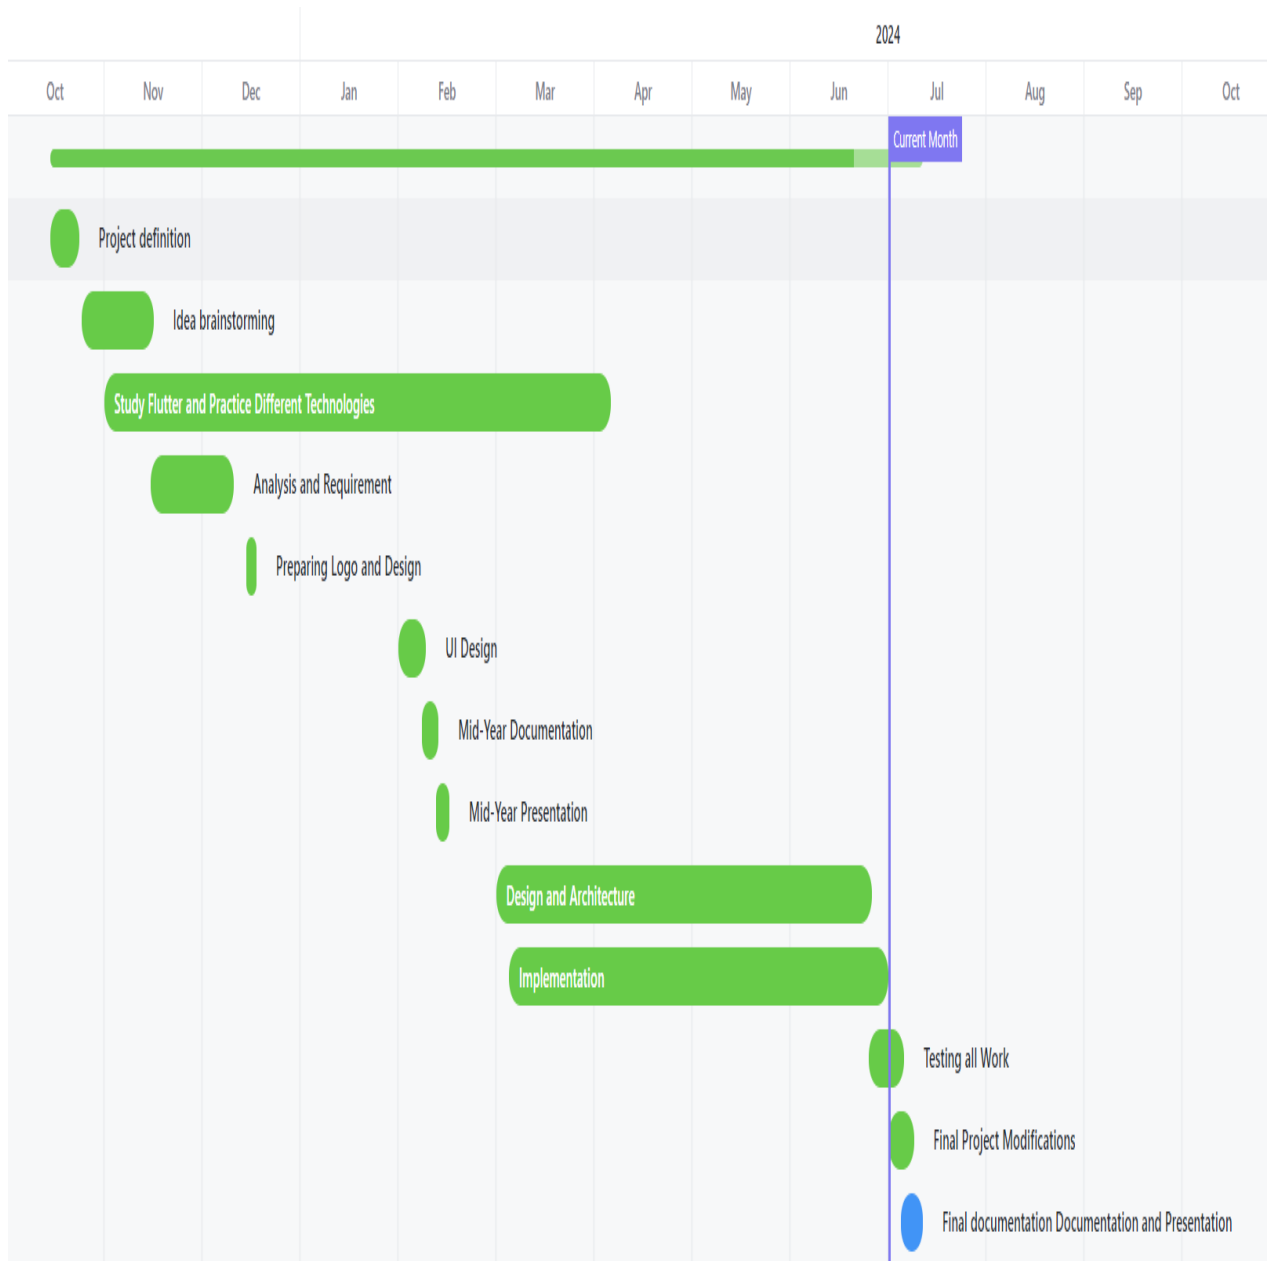 2024
Oct Nov Dec Jan Feb Mar Apr May Jun Jul Aug Sep Oct
Current Month
Project definition
Idea brainstorming
Study Flutter and Practice Different Technologies
Analysis and Requirement
Preparing Logo and Design
UI Design
Mid-Year Documentation
Mid-Year Presentation
Design and Architecture
Implementation
Testing all Work
Final Project Modifications
Final documentation Documentation and Presentation